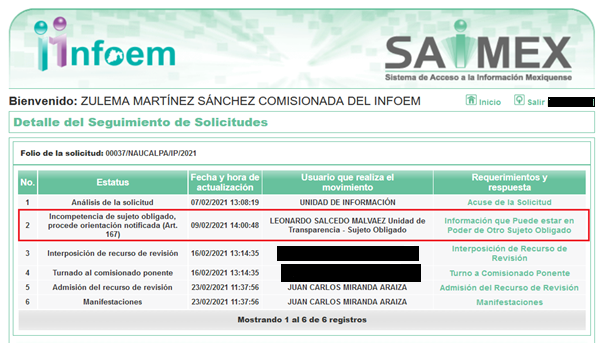 infoem
SAIMEX
Sistema de Acceso a la Información Mexiquense
Bienvenido: ZULEMA MARTÍNEZ SÁNCHEZ COMISIONADA DEL INFOEM
Inicio Salir
Detalle del Seguimiento de Solicitudes
Folio de la solicitud: 00037/NAUCALPA/IP/2021
No. Estatus Fecha y hora de actualización Usuario que realiza el movimiento Requerimientos y respuesta
1 Análisis de la solicitud 07/02/2021 13:08:19 UNIDAD DE INFORMACIÓN Acuse de la Solicitud
2 Incompetencia de sujeto obligado, procede orientación notificada (Art. 167) 09/02/2021 14:00:48 LEONARDO SALCEDO MALVAEZ Unidad de Transparencia - Sujeto Obligado Información que Puede estar en Poder de Otro Sujeto Obligado
3 Interposición de recurso de revisión 16/02/2021 13:14:35 Interposición de Recurso de Revisión
4 Turnado al comisionado ponente 16/02/2021 13:14:35 Turno a Comisionado Ponente
5 Admisión del recurso de revisión 23/02/2021 11:37:56 JUAN CARLOS MIRANDA ARAIZA Admisión del Recurso de Revisión
6 Manifestaciones 23/02/2021 11:37:56 JUAN CARLOS MIRANDA ARAIZA Manifestaciones
Mostrando 1 al 6 de 6 registros